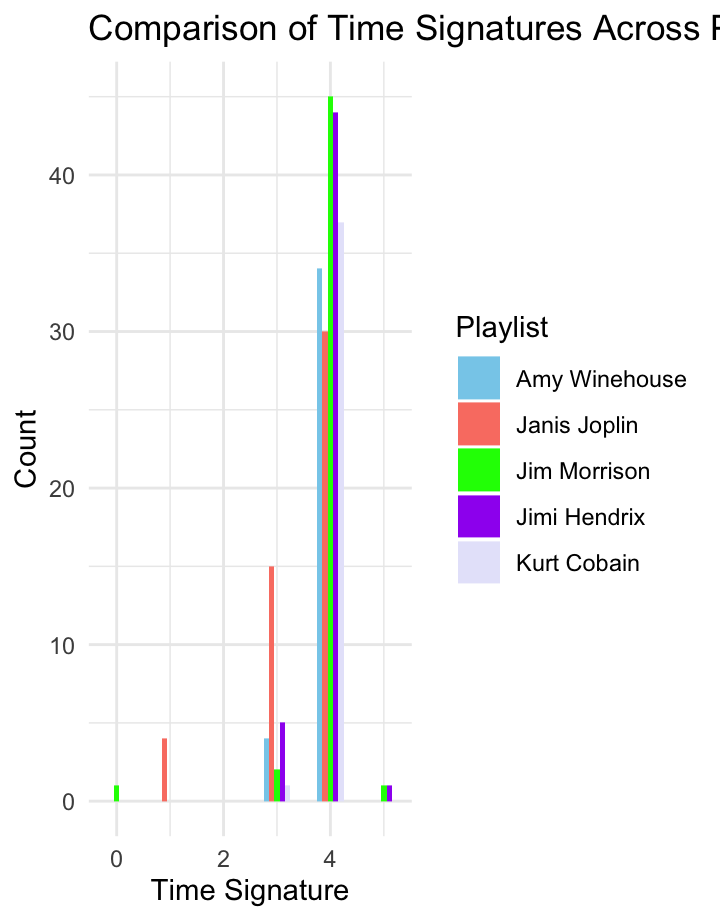 Comparison of Time Signatures Across
Count
40
30
20
10
0
0 2 4
Time Signature
Playlist
Amy Winehouse
Janis Joplin
Jim Morrison
Jimi Hendrix
Kurt Cobain